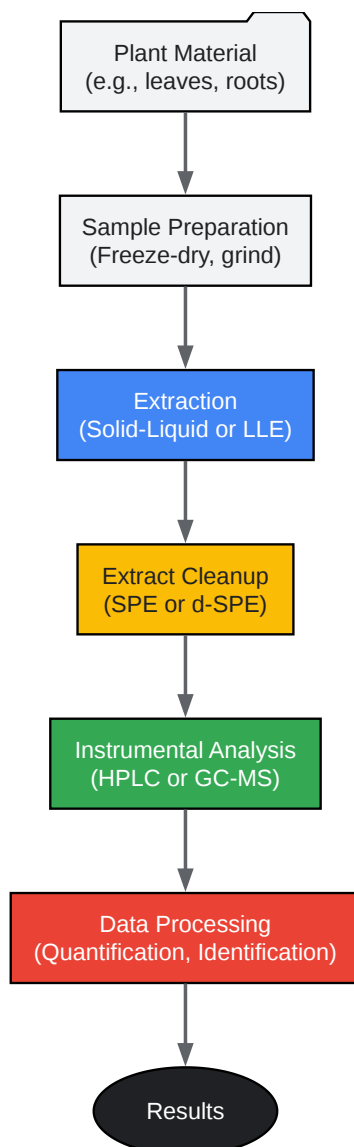 Plant Material
(e.g., leaves, roots)
Sample Preparation
(Freeze-dry, grind)
Extraction
(Solid-Liquid or LLE)
Extract Cleanup
(SPE or d-SPE)
Instrumental Analysis
(HPLC or GC-MS)
Data Processing
(Quantification, Identification)
Results